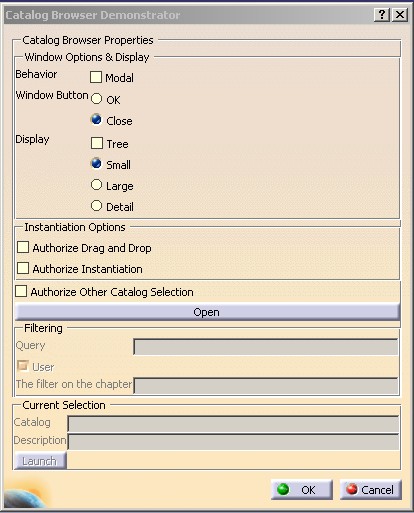 Catalog Browser Demonstrator
Catalog Browser Properties
Window Options & Display
Behavior Modal
Window Button OK
Close
Display Tree
Small
Large
Detail
Instantiation Options
Authorize Drag and Drop
Authorize Instantiation
Authorize Other Catalog Selection
Open
Filtering
Query
User
The filter on the chapter
Current Selection
Catalog
Description
Launch
OK Cancel